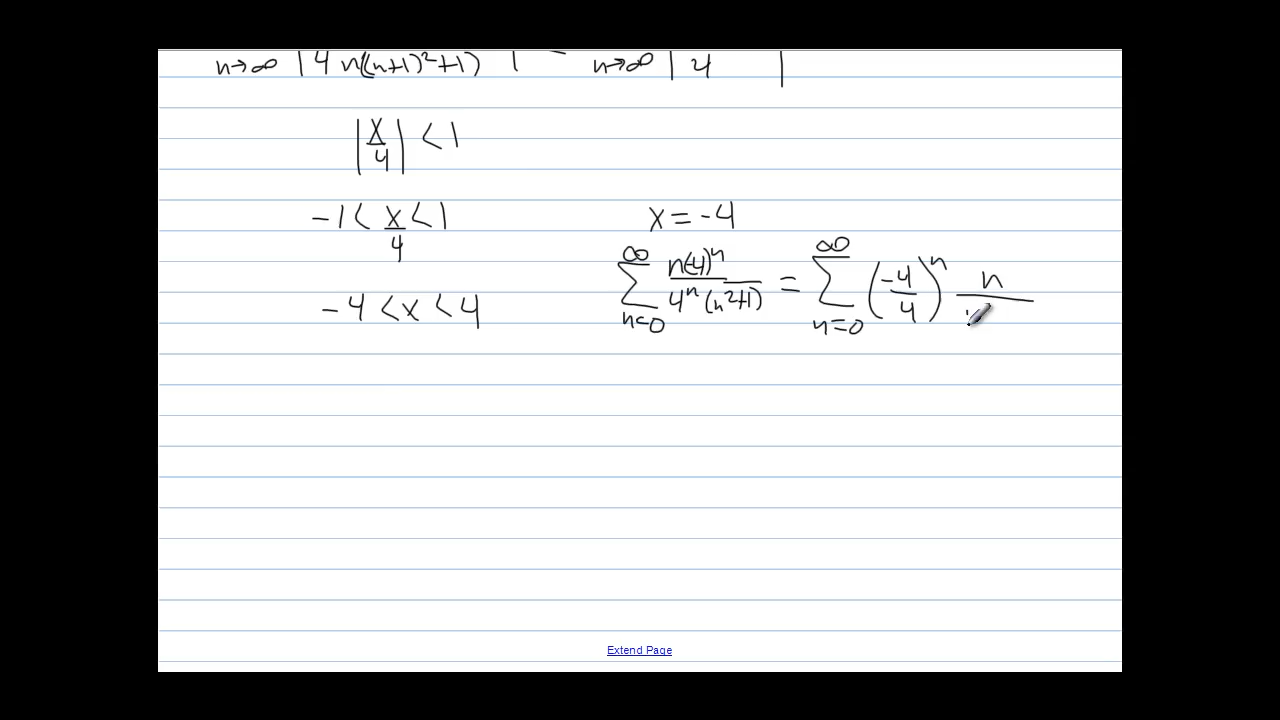 n→∞ | 4 n((n+1)²+1) | = n→∞ | 4 |
|x/4| < 1
-1 < x/4 < 1
x = -4
∞ ∑ n=0 n(-4)ⁿ / 4ⁿ(n²+1) = ∞ ∑ n=0 (-4/4)ⁿ n
-4 < x < 4
Extend Page